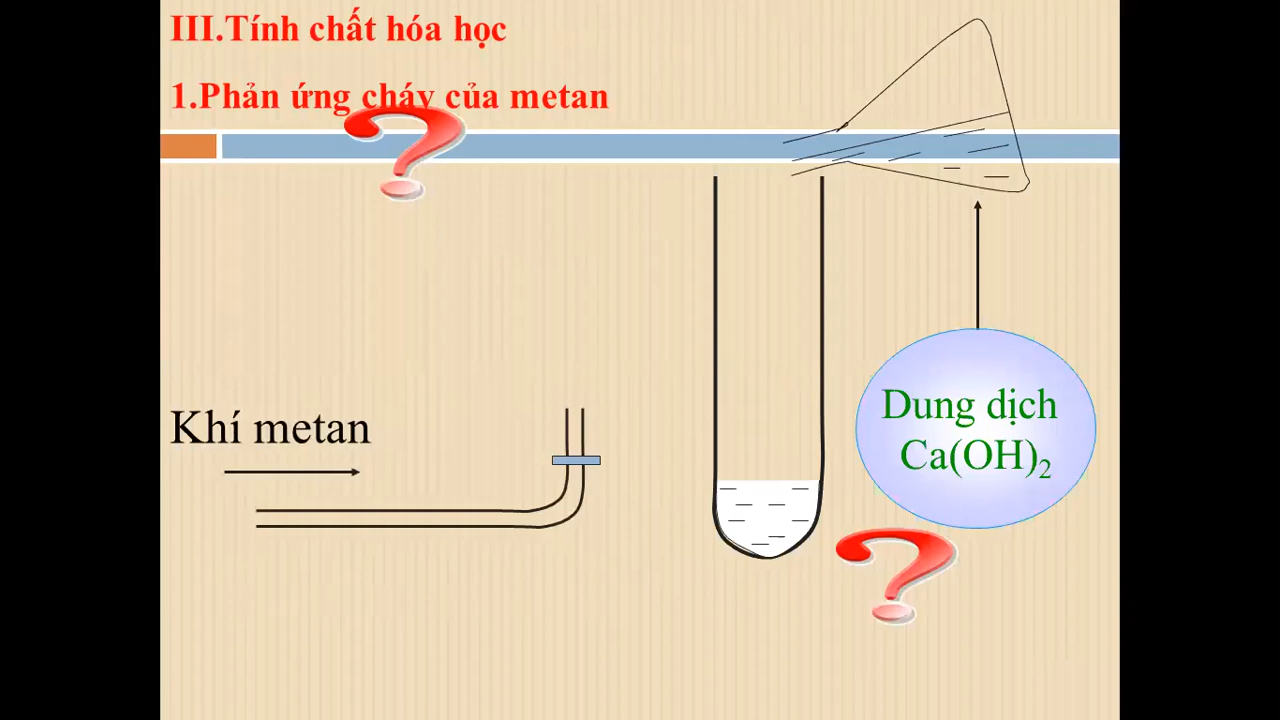 III.Tính chất hóa học
1.Phản ứng cháy của metan
Khí metan
Dung dịch
Ca(OH)₂